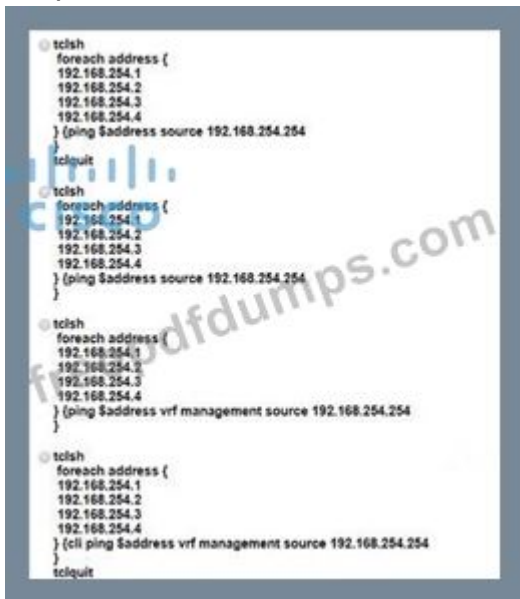 tclsh
foreach address {
192.168.254.1
192.168.254.2
192.168.254.3
192.168.254.4
} {ping $address source 192.168.254.254
}
tclquit
tclsh
foreach address {
192.168.254.1
192.168.254.2
192.168.254.3
192.168.254.4
} {ping $address source 192.168.254.254
}
tclsh
foreach address {
192.168.254.1
192.168.254.2
192.168.254.3
192.168.254.4
} {ping $address vrf management source 192.168.254.254
}
tclsh
foreach address {
192.168.254.1
192.168.254.2
192.168.254.3
192.168.254.4
} {cli ping $address vrf management source 192.168.254.254
}
tclquit
CISCO
freepdfdumps.com